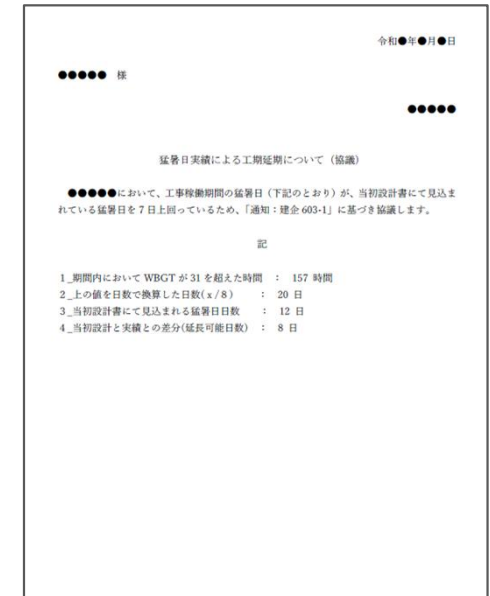 令和●年●月●日
●●●●● 様
●●●●●
猛暑日実績による工期延期について（協議）
●●●●●において、工事稼働期間の猛暑日（下記のとおり）が、当初設計書にて見込ま
れている猛暑日を 7 日上回っているため、「通知：建企 603-1」に基づき協議します。
記
1_期間内において WBGT が 31 を超えた時間 ： 157 時間
2_上の値を日数で換算した日数(x/8) ： 20 日
3_当初設計書にて見込まれる猛暑日日数 ： 12 日
4_当初設計と実績との差分(延長可能日数) ： 8 日